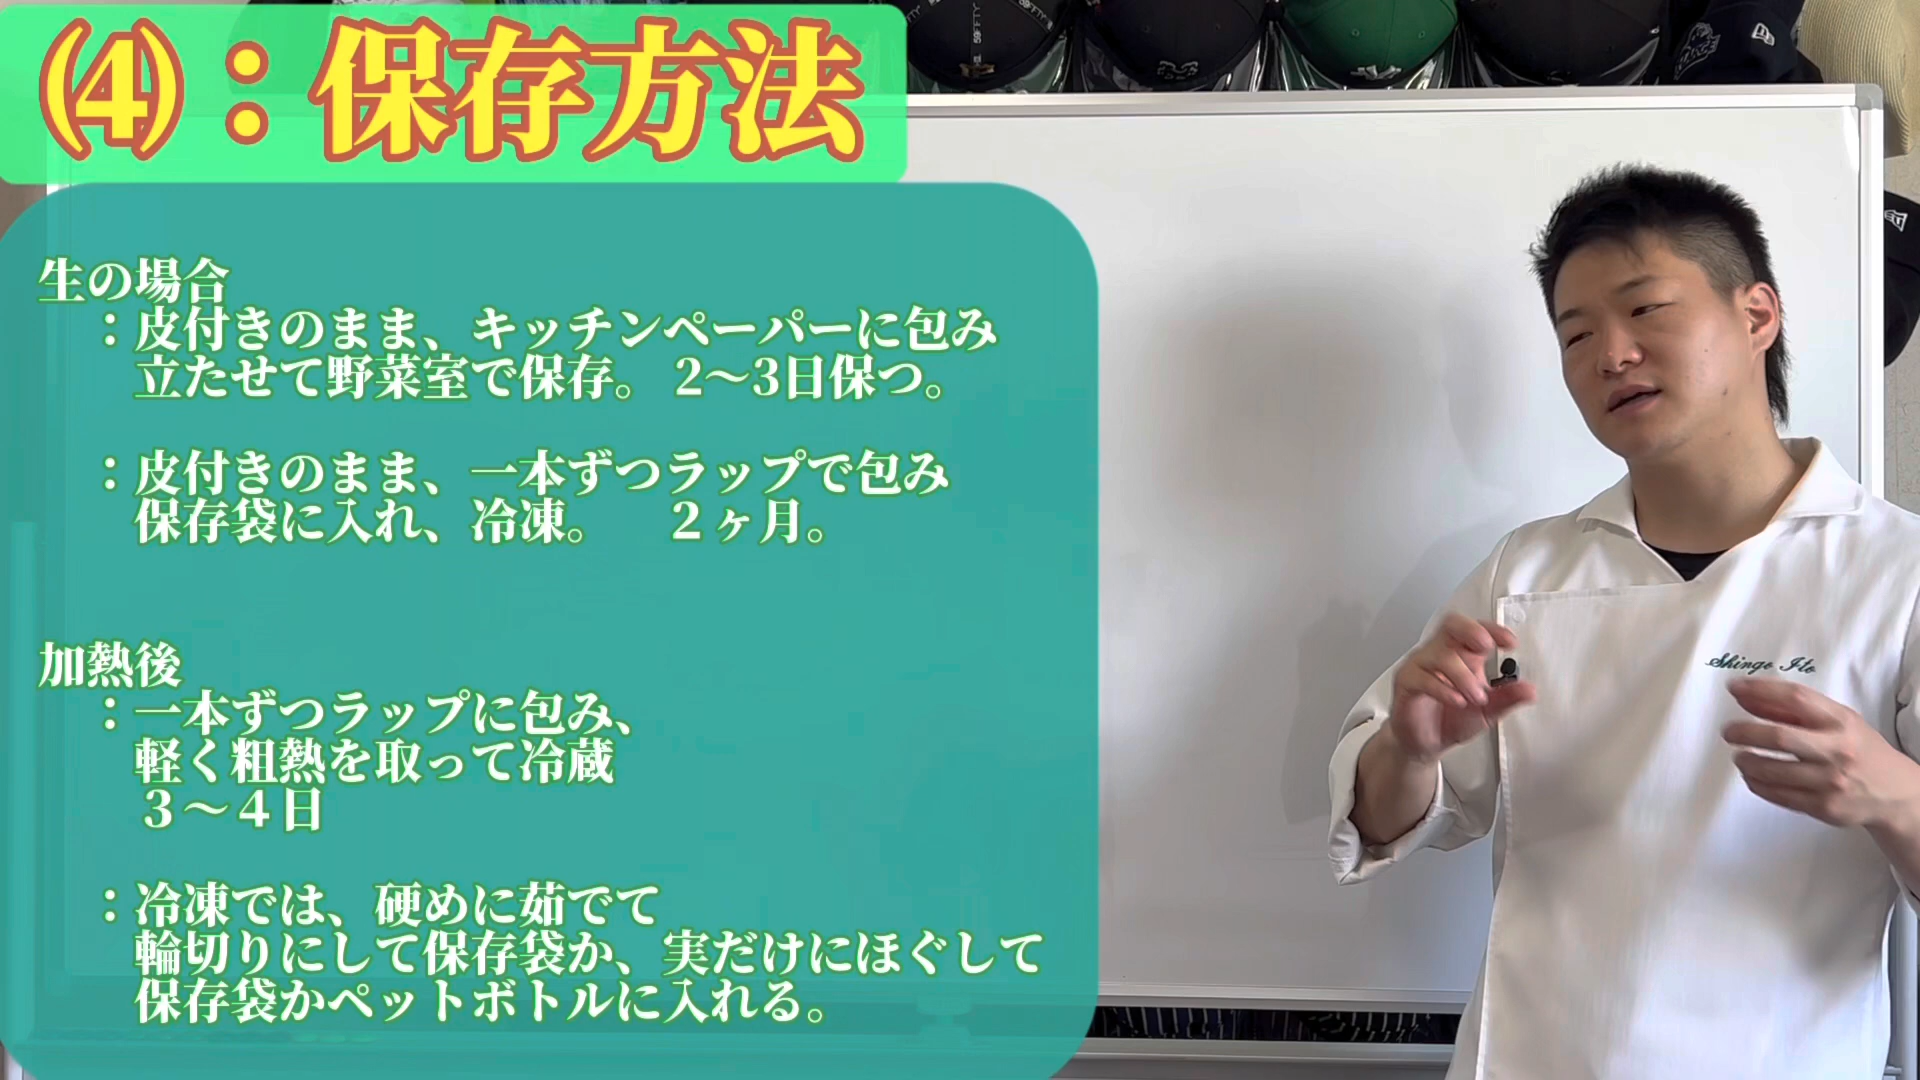 (4)：保存方法
生の場合
：皮付きのまま、キッチンペーパーに包み
立たせて野菜室で保存。 2〜3日保つ。
：皮付きのまま、一本ずつラップで包み
保存袋に入れ、冷凍。　２ヶ月。
加熱後
：一本ずつラップに包み、
軽く粗熱を取って冷蔵
３〜４日
：冷凍では、硬めに茹でて
輪切りにして保存袋か、実だけにほぐして
保存袋かペットボトルに入れる。
Shingo Ito
59FIFTY